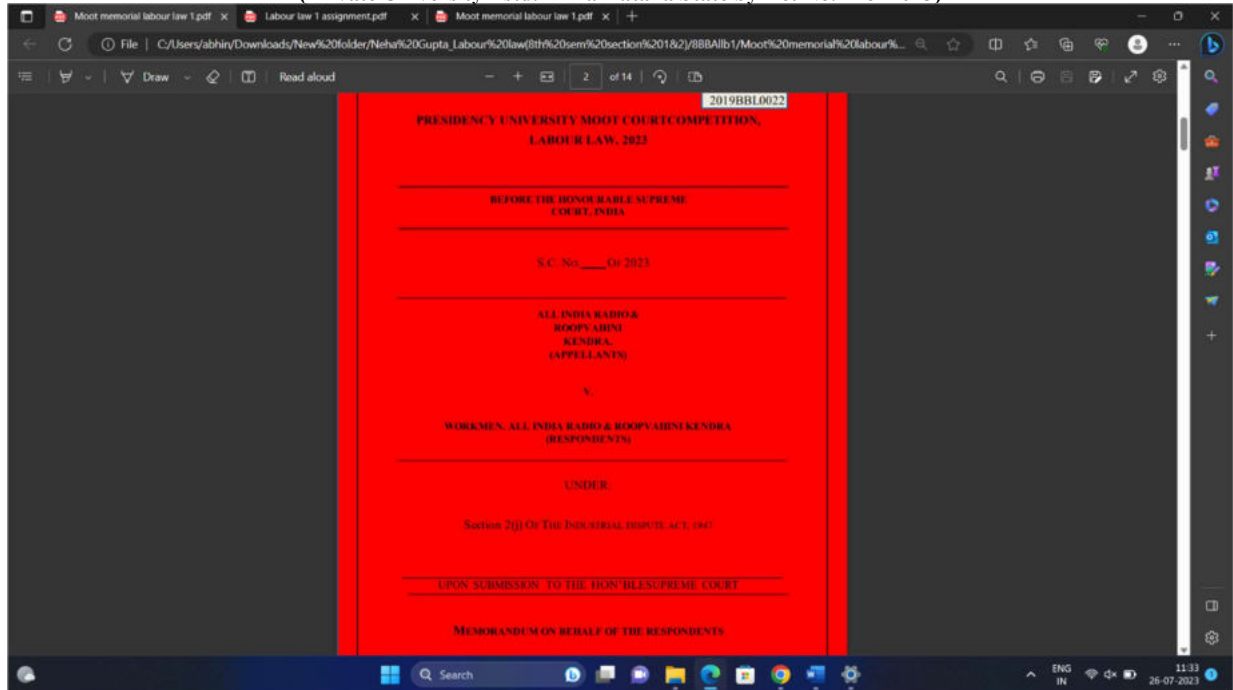 Moot memorial labour law 1.pdf
Labour law 1 assignment.pdf
Moot memorial labour law 1.pdf
File | C:/Users/abhin/Downloads/New%20folder/Neha%20Gupta_Labour%20law(8th%20sem%20section%201&2)/8BBAllb1/Moot%20memorial%20labour%...
Draw
Read aloud
2 of 14
2019BBL0022
PRESIDENCY UNIVERSITY MOOT COURTCOMPETITION,
LABOUR LAW, 2023
BEFORE THE HONOURABLE SUPREME
COURT, INDIA
S.C. No.____Of 2023
ALL INDIA RADIO &
ROOPVAHINI
KENDRA.
(APPELLANTS)
V.
WORKMEN, ALL INDIA RADIO & ROOPVAHINI KENDRA
(RESPONDENTS)
UNDER:
Section 2(j) OF THE INDUSTRIAL DISPUTE ACT, 1947
UPON SUBMISSION TO THE HON'BLESUPREME COURT
MEMORANDUM ON BEHALF OF THE RESPONDENTS
Search
ENG
IN
11:33
26-07-2023